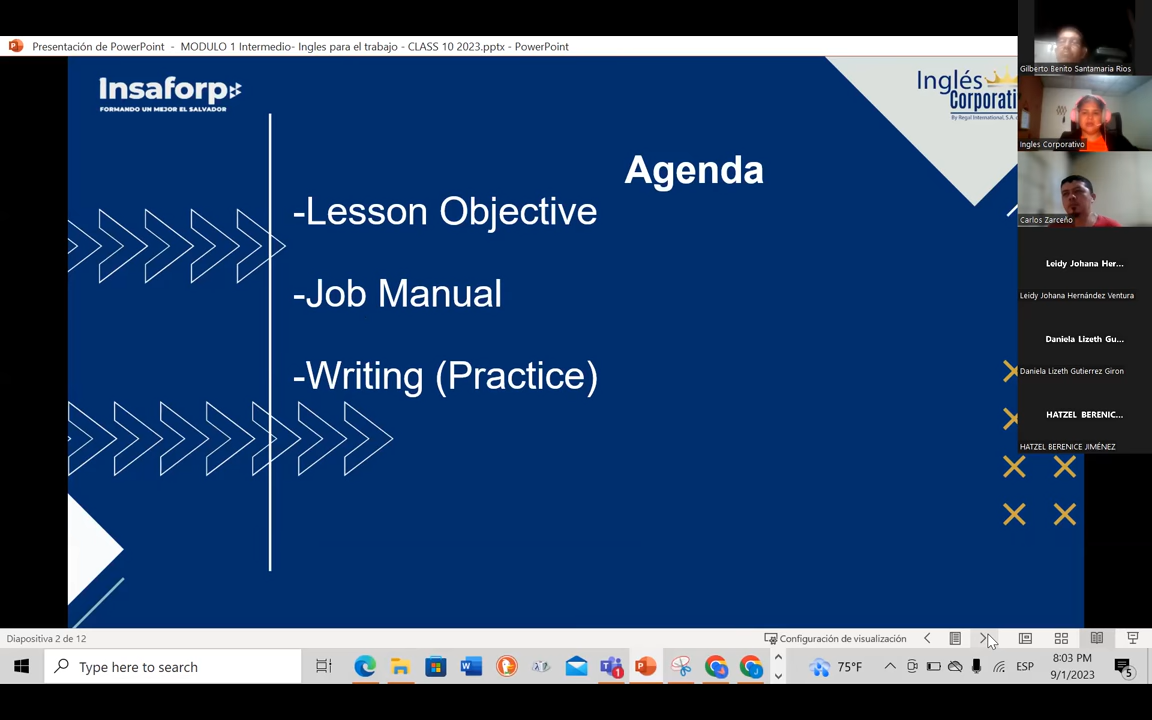 Presentación de PowerPoint - MODULO 1 Intermedio- Ingles para el trabajo - CLASS 10 2023.pptx - PowerPoint
Insaforp
FORMANDO UN MEJOR EL SALVADOR
Inglés
Corporati
By Regal International, S.A.
Agenda
-Lesson Objective
-Job Manual
-Writing (Practice)
Gilberto Benito Santamaria Rios
Ingles Corporativo
Carlos Zarceño
Leidy Johana Her...
Leidy Johana Hernández Ventura
Daniela Lizeth Gu...
Daniela Lizeth Gutierrez Giron
HATZEL BERENIC...
HATZEL BERENICE JIMÉNEZ
Diapositiva 2 de 12
Configuración de visualización
Type here to search
75°F
ESP
8:03 PM
9/1/2023
5
1